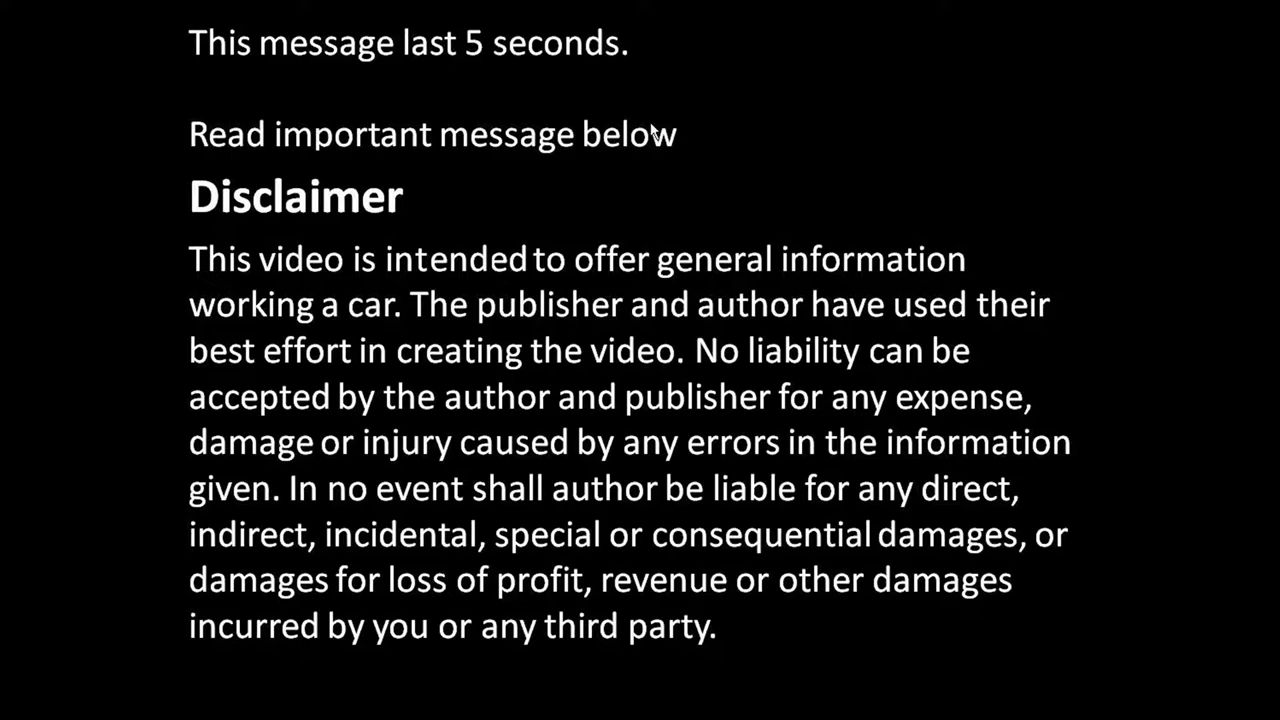 This message last 5 seconds.
Read important message below
Disclaimer
This video is intended to offer general information
working a car. The publisher and author have used their
best effort in creating the video. No liability can be
accepted by the author and publisher for any expense,
damage or injury caused by any errors in the information
given. In no event shall author be liable for any direct,
indirect, incidental, special or consequential damages, or
damages for loss of profit, revenue or other damages
incurred by you or any third party.